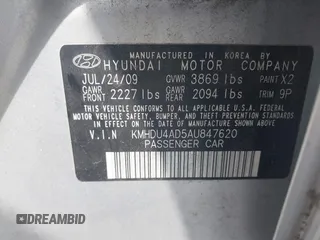 MANUFACTURED IN KOREA BY
HYUNDAI MOTOR COMPANY
JUL/24/09 GVWR 3869 lbs PAINT X2
GAWR FRONT 2227 lbs GAWR REAR 2094 lbs TRIM 9P
THIS VEHICLE CONFORMS TO ALL APPLICABLE U.S. FEDERAL
MOTOR VEHICLE SAFETY, BUMPER, AND THEFT PREVENTION
STANDARDS IN EFFECT ON THE DATE OF MANUFACTURE SHOWN ABOVE.
V.I.N KMHDU4AD5AU847620
PASSENGER CAR
DREAMBID